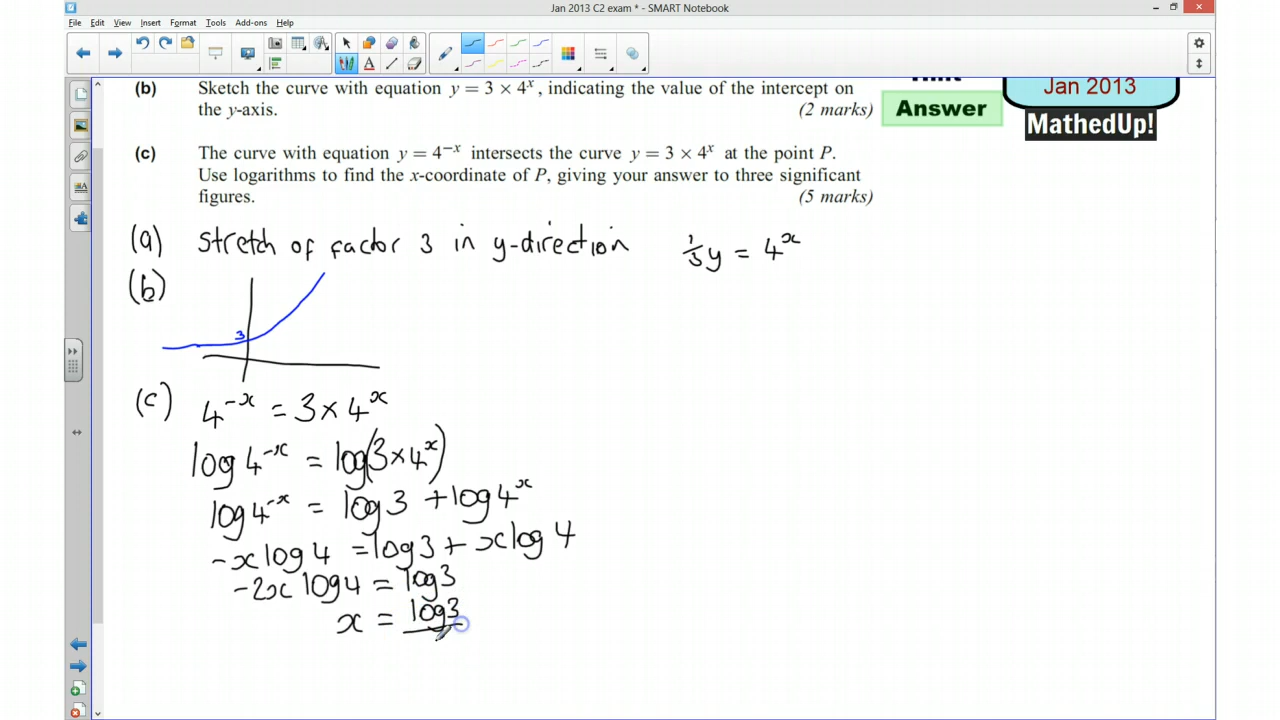 Jan 2013 C2 exam * - SMART Notebook
File Edit View Insert Format Tools Add-ons Help
Jan 2013
Answer
MathedUp!
(b) Sketch the curve with equation y = 3 × 4^x, indicating the value of the intercept on
the y-axis. (2 marks)
(c) The curve with equation y = 4^−x intersects the curve y = 3 × 4^x at the point P.
Use logarithms to find the x-coordinate of P, giving your answer to three significant
figures. (5 marks)
(a) Stretch of factor 3 in y-direction 1/3 y = 4^x
(b)
3
(c) 4^-x = 3 × 4^x
log 4^-x = log(3 × 4^x)
log 4^-x = log 3 + log 4^x
-x log 4 = log 3 + x log 4
-2x log 4 = log 3
x = log 3